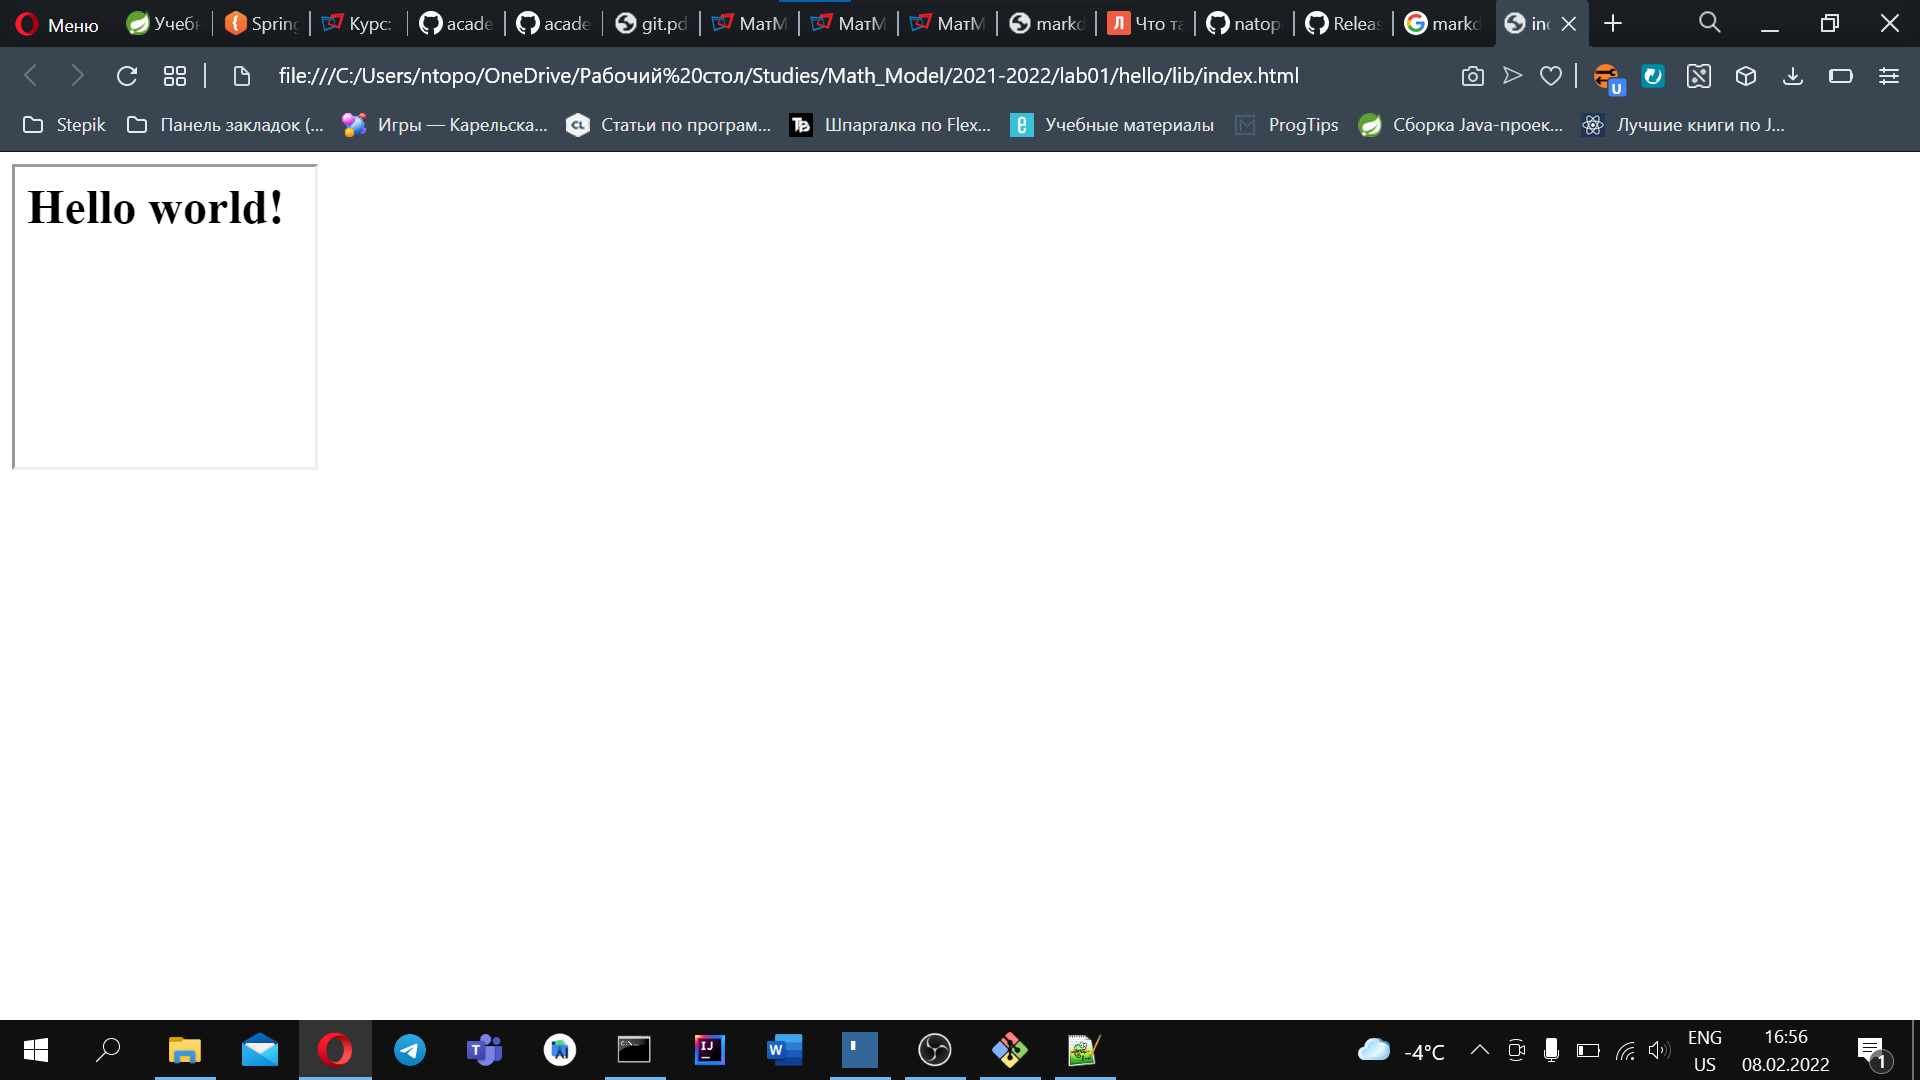 Меню
Учеб
Spring
Курс:
acade
acade
git.pd
МатМ
МатМ
МатМ
markd
Что та
natop
Releas
markd
file:///C:/Users/ntopo/OneDrive/Рабочий%20стол/Studies/Math_Model/2021-2022/lab01/hello/lib/index.html
Stepik
Панель закладок (...
Игры — Карельска...
Статьи по програм...
Шпаргалка по Flex...
Учебные материалы
ProgTips
Сборка Java-проек...
Лучшие книги по J...
Hello world!
-4°C
ENG
US
16:56
08.02.2022
1